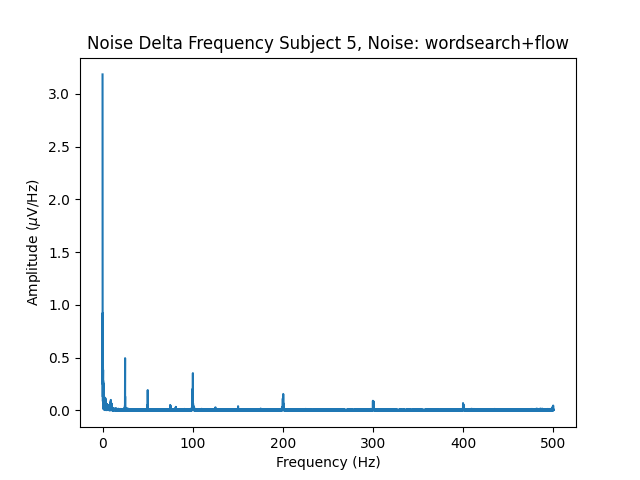 Noise Delta Frequency Subject 5, Noise: wordsearch+flow
3.0
2.5
2.0
1.5
1.0
0.5
0.0
Amplitude (μV/Hz)
0 100 200 300 400 500
Frequency (Hz)